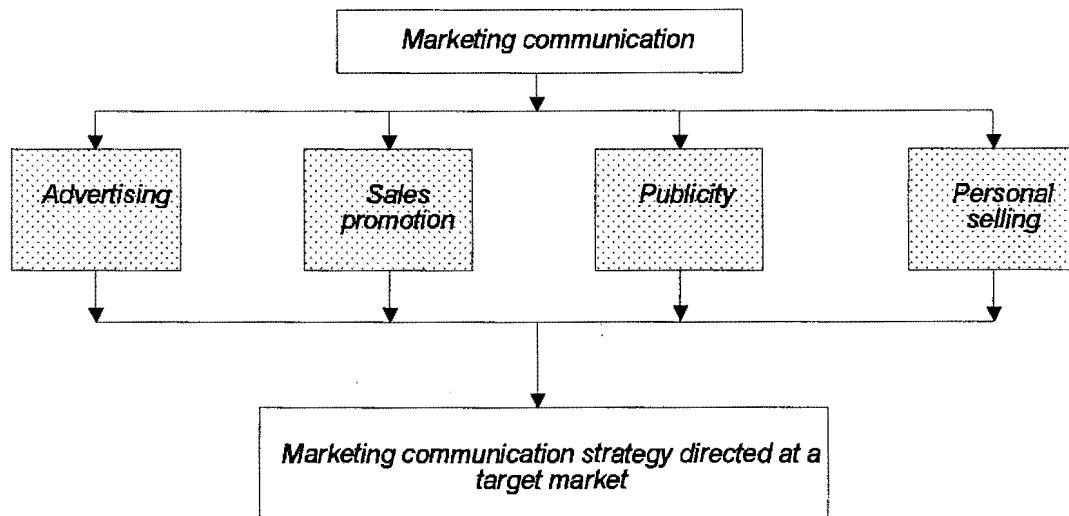 Marketing communication
Advertising
Sales
promotion
Publicity
Personal
selling
Marketing communication strategy directed at a
target market